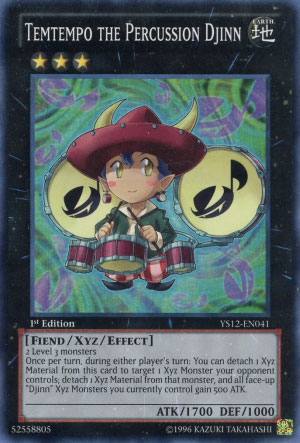 TEMTEMPO THE PERCUSSION DJINN
EARTH
地
1st Edition
YS12-EN041
[FIEND / XYZ / EFFECT]
2 Level 3 monsters
Once per turn, during either player's turn: You can detach 1 Xyz
Material from this card to target 1 Xyz Monster your opponent
controls; detach 1 Xyz Material from that monster, and all face-up
"Djinn" Xyz Monsters you currently control gain 500 ATK.
ATK/1700 DEF/1000
52558805
©1996 KAZUKI TAKAHASHI